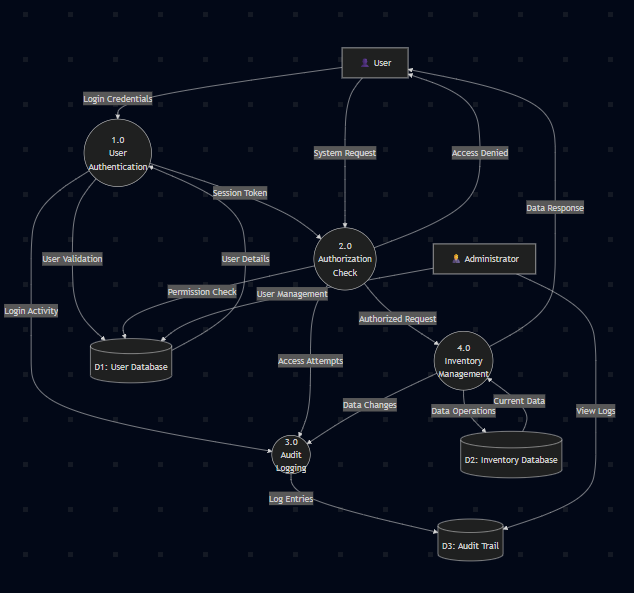 User
Login Credentials
1.0
User
Authentication
System Request
Access Denied
Session Token
Data Response
2.0
Authorization
Check
User Validation
User Details
Administrator
Permission Check
User Management
Login Activity
Authorized Request
4.0
Inventory
Management
Access Attempts
D1: User Database
Current Data
Data Changes
Data Operations
View Logs
3.0
Audit
Logging
D2: Inventory Database
Log Entries
D3: Audit Trail